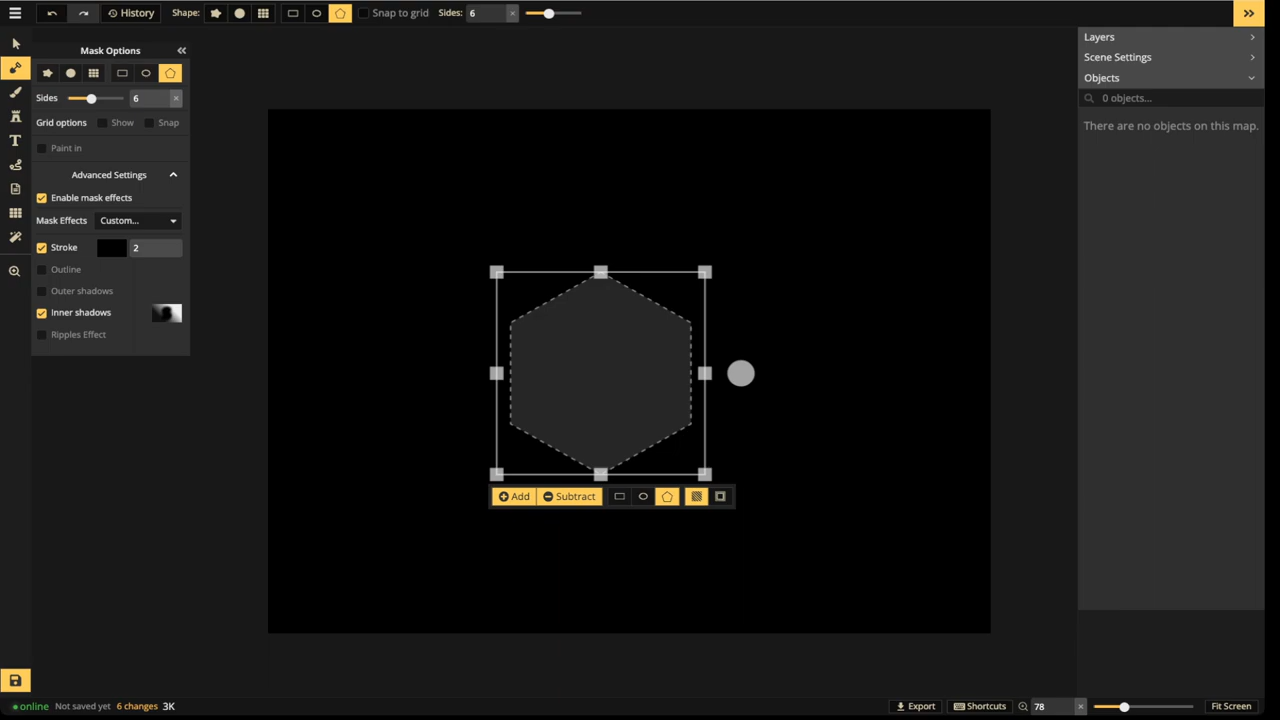 History
Shape:
Snap to grid
Sides:
6
Mask Options
Sides
6
Grid options
Show
Snap
Paint in
Advanced Settings
Enable mask effects
Mask Effects
Custom...
Stroke
2
Outline
Outer shadows
Inner shadows
Ripples Effect
Add
Subtract
Layers
Scene Settings
Objects
0 objects...
There are no objects on this map.
online
Not saved yet
6 changes
3K
Export
Shortcuts
78
Fit Screen